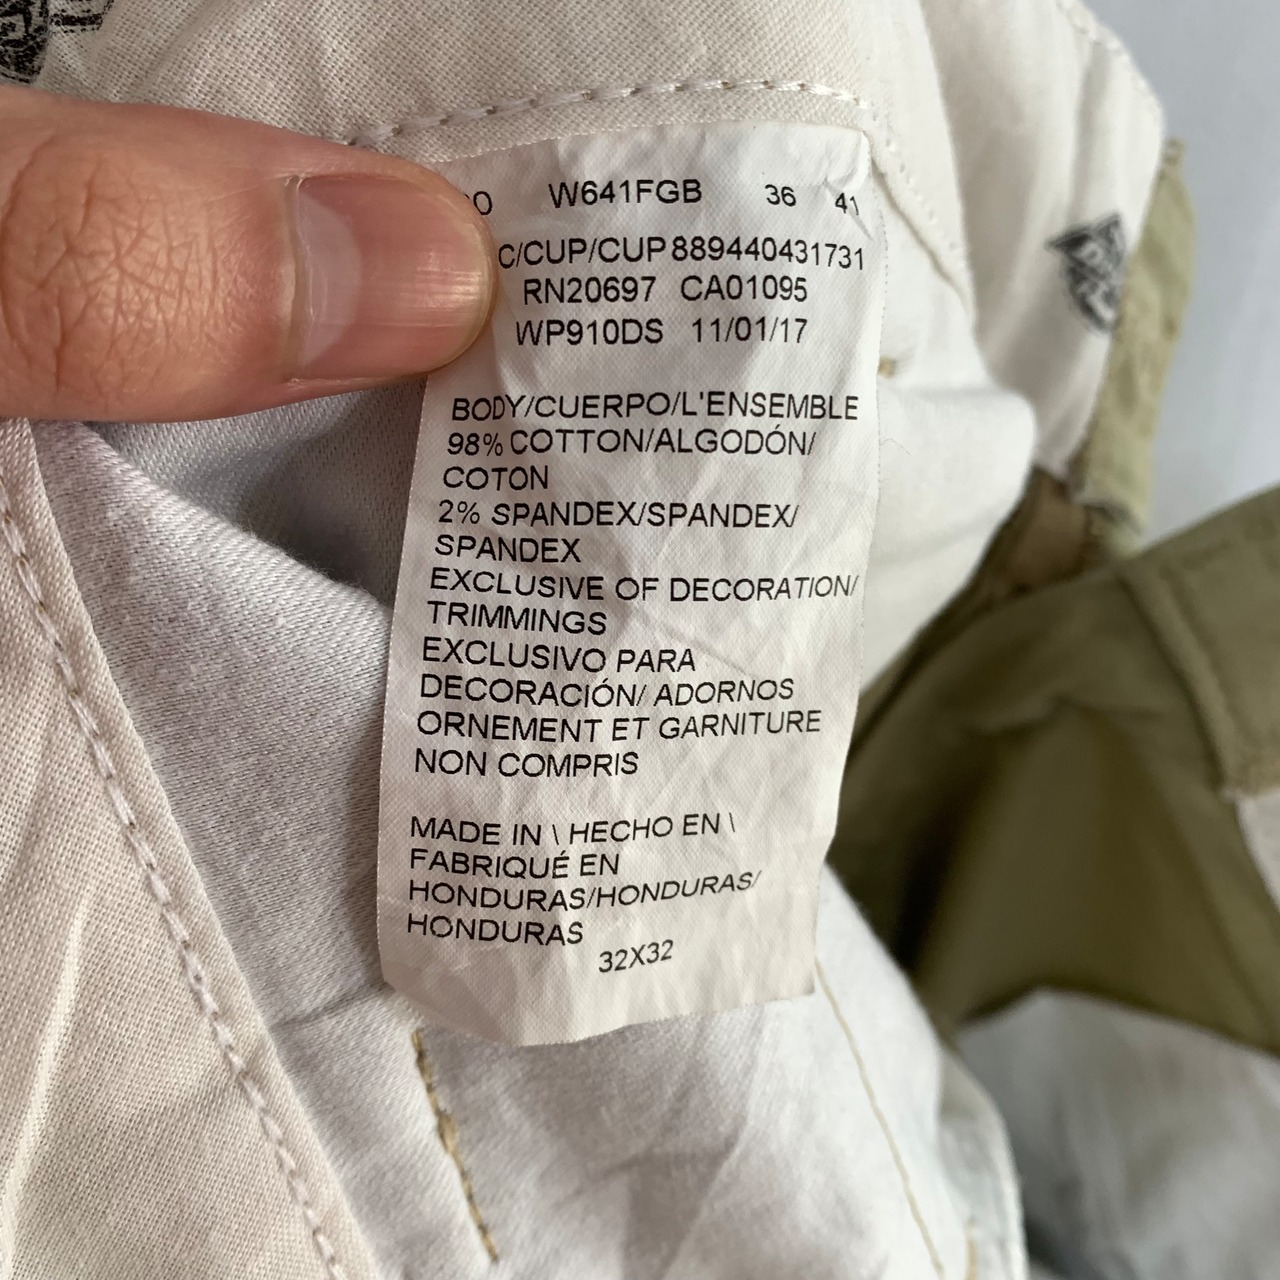 W641FGB 36 41
C/CUP/CUP 889440431731
RN20697 CA01095
WP910DS 11/01/17
BODY/CUERPO/L'ENSEMBLE
98% COTTON/ALGODÓN/
COTON
2% SPANDEX/SPANDEX/
SPANDEX
EXCLUSIVE OF DECORATION/
TRIMMINGS
EXCLUSIVO PARA
DECORACIÓN/ ADORNOS
ORNEMENT ET GARNITURE
NON COMPRIS
MADE IN \ HECHO EN \
FABRIQUÉ EN
HONDURAS/HONDURAS/
HONDURAS
32X32